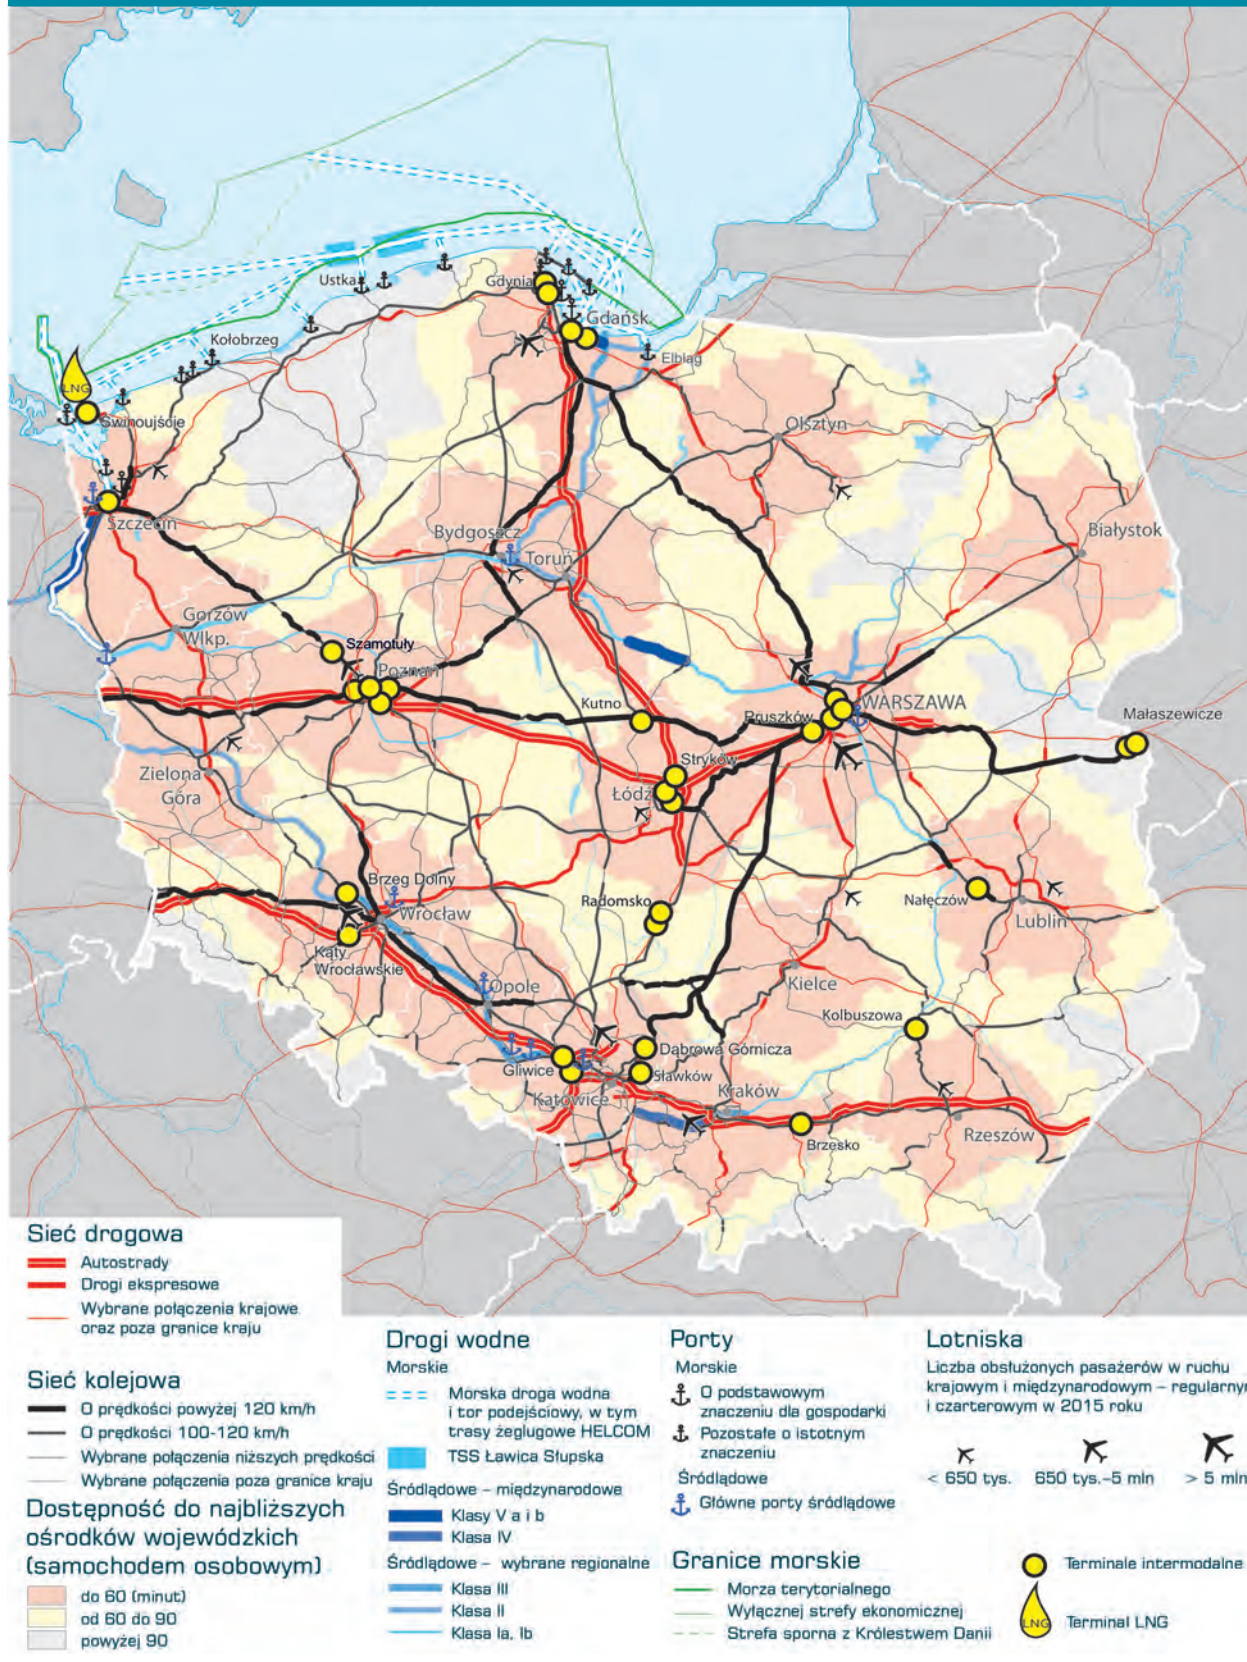 Ustka
Gdynia
Gdańsk
Kołobrzeg
Elbląg
LNG
Świnoujście
Olsztyn
Szczecin
Białystok
Bydgoszcz
Toruń
Gorzów
Wlkp.
Szamotuły
Poznań
Kutno
WARSZAWA
Pruszków
Małaszewicze
Stryków
Zielona
Góra
Łódź
Brzeg Dolny
Radomsko
Nałęczów
Wrocław
Lublin
Kąty
Wrocławskie
Kielce
Opole
Kolbuszowa
Dąbrowa Górnicza
Gliwice
Sławków
Katowice
Kraków
Rzeszów
Brzesko
Sieć drogowa
Autostrady
Drogi ekspresowe
Wybrane połączenia krajowe
oraz poza granice kraju
Sieć kolejowa
O prędkości powyżej 120 km/h
O prędkości 100-120 km/h
Wybrane połączenia niższych prędkości
Wybrane połączenia poza granice kraju
Dostępność do najbliższych
ośrodków wojewódzkich
(samochodem osobowym)
do 60 (minut)
od 60 do 90
powyżej 90
Drogi wodne
Morskie
Morska droga wodna
i tor podejściowy, w tym
trasy żeglugowe HELCOM
TSS Ławica Słupska
Śródlądowe – międzynarodowe
Klasy V a i b
Klasa IV
Śródlądowe – wybrane regionalne
Klasa III
Klasa II
Klasa Ia, Ib
Porty
Morskie
O podstawowym
znaczeniu dla gospodarki
Pozostałe o istotnym
znaczeniu
Śródlądowe
Główne porty śródlądowe
Granice morskie
Morza terytorialnego
Wyłącznej strefy ekonomicznej
Strefa sporna z Królestwem Danii
Lotniska
Liczba obsłużonych pasażerów w ruchu
krajowym i międzynarodowym – regularnym
i czarterowym w 2015 roku
< 650 tys.
650 tys.–5 mln
> 5 mln
Terminale intermodalne
LNG
Terminal LNG